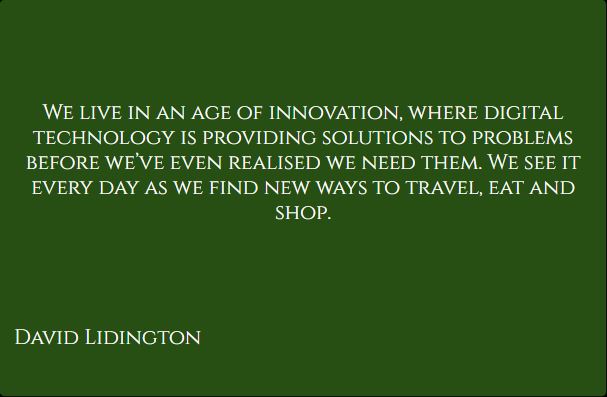 We live in an age of innovation, where digital
technology is providing solutions to problems
before we've even realised we need them. We see it
every day as we find new ways to travel, eat and
shop.
David Lidington